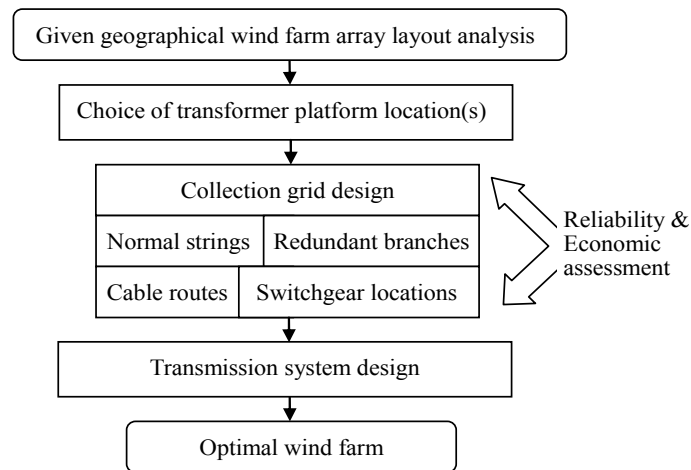 Given geographical wind farm array layout analysis
Choice of transformer platform location(s)
Collection grid design
Normal strings
Redundant branches
Cable routes
Switchgear locations
Reliability &
Economic
assessment
Transmission system design
Optimal wind farm